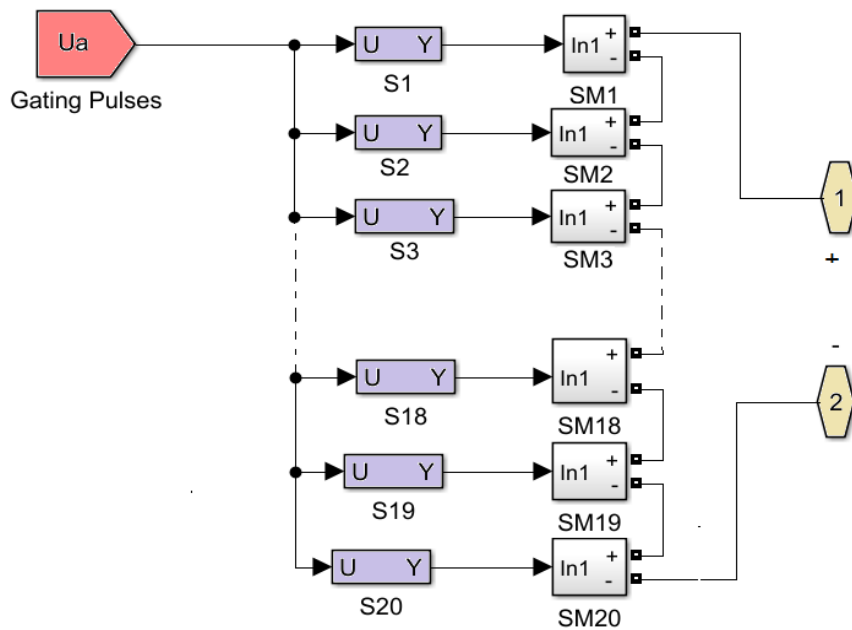 Ua
Gating Pulses
U Y
S1
In1
+
-
SM1
U Y
S2
In1
+
-
SM2
U Y
S3
In1
+
-
SM3
1
+
-
2
U Y
S18
In1
+
-
SM18
U Y
S19
In1
+
-
SM19
U Y
S20
In1
+
-
SM20